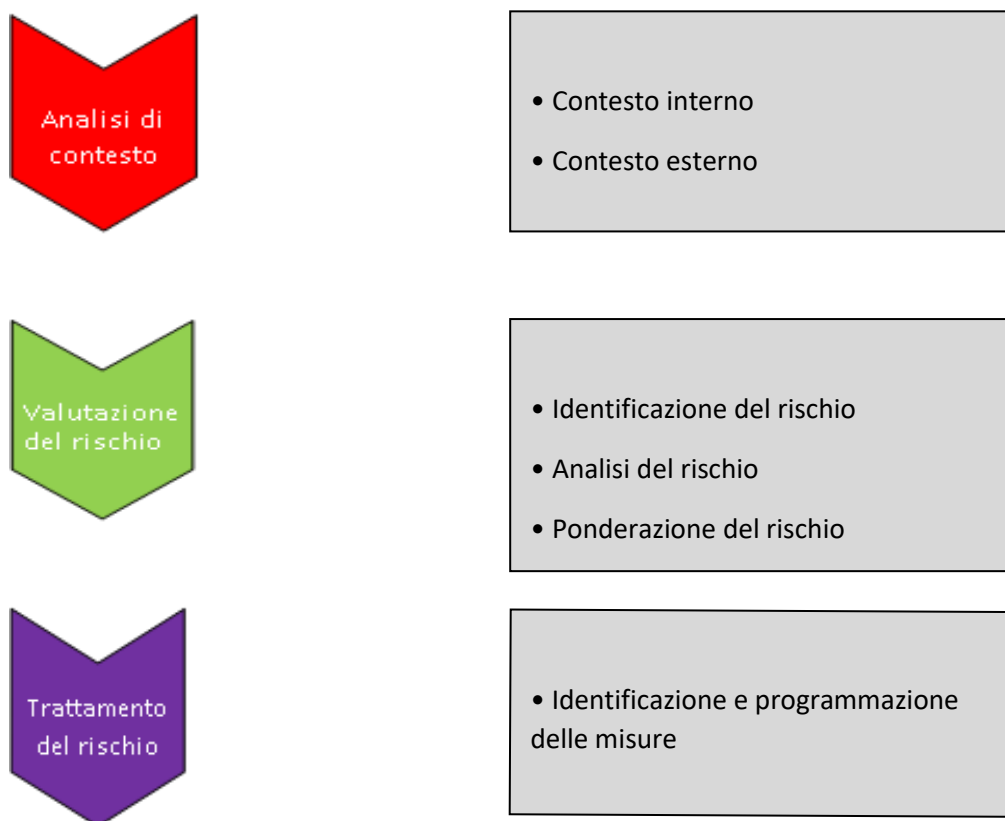 Analisi di
contesto
• Contesto interno
• Contesto esterno
Valutazione
del rischio
• Identificazione del rischio
• Analisi del rischio
• Ponderazione del rischio
Trattamento
del rischio
• Identificazione e programmazione
delle misure